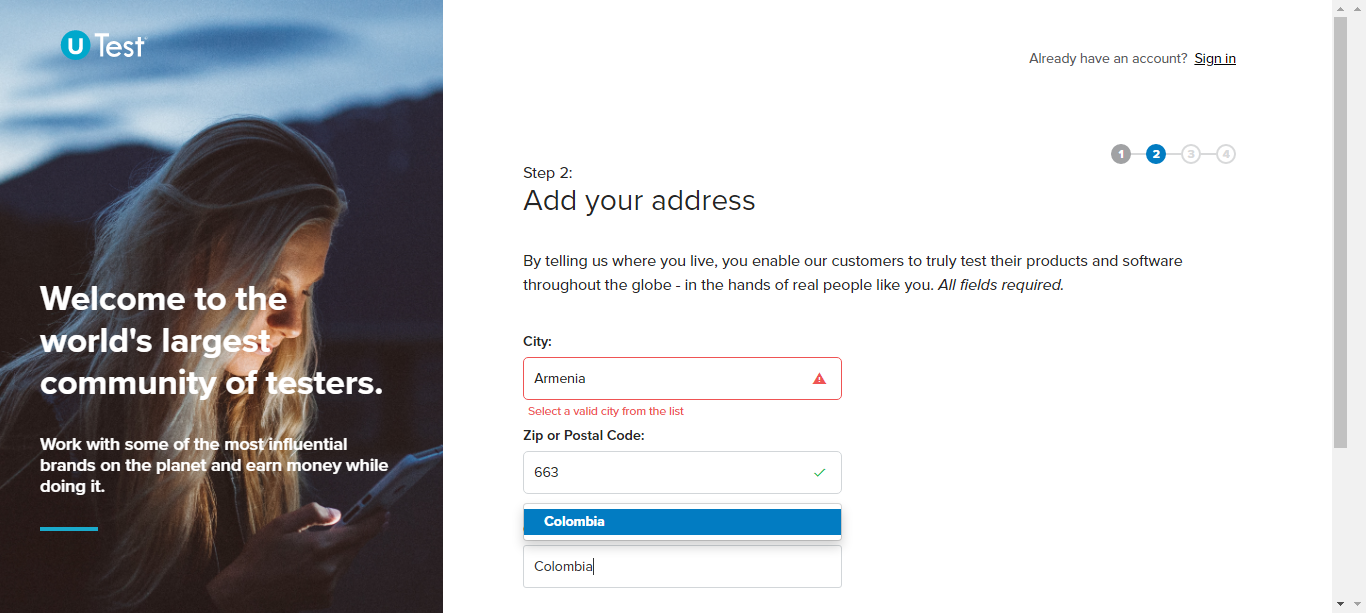 U Test
Already have an account? Sign in
1 2 3 4
Step 2:
Add your address
By telling us where you live, you enable our customers to truly test their products and software
throughout the globe - in the hands of real people like you. All fields required.
City:
Armenia
Select a valid city from the list
Zip or Postal Code:
663
Colombia
Colombia
Welcome to the
world's largest
community of testers.
Work with some of the most influential
brands on the planet and earn money while
doing it.